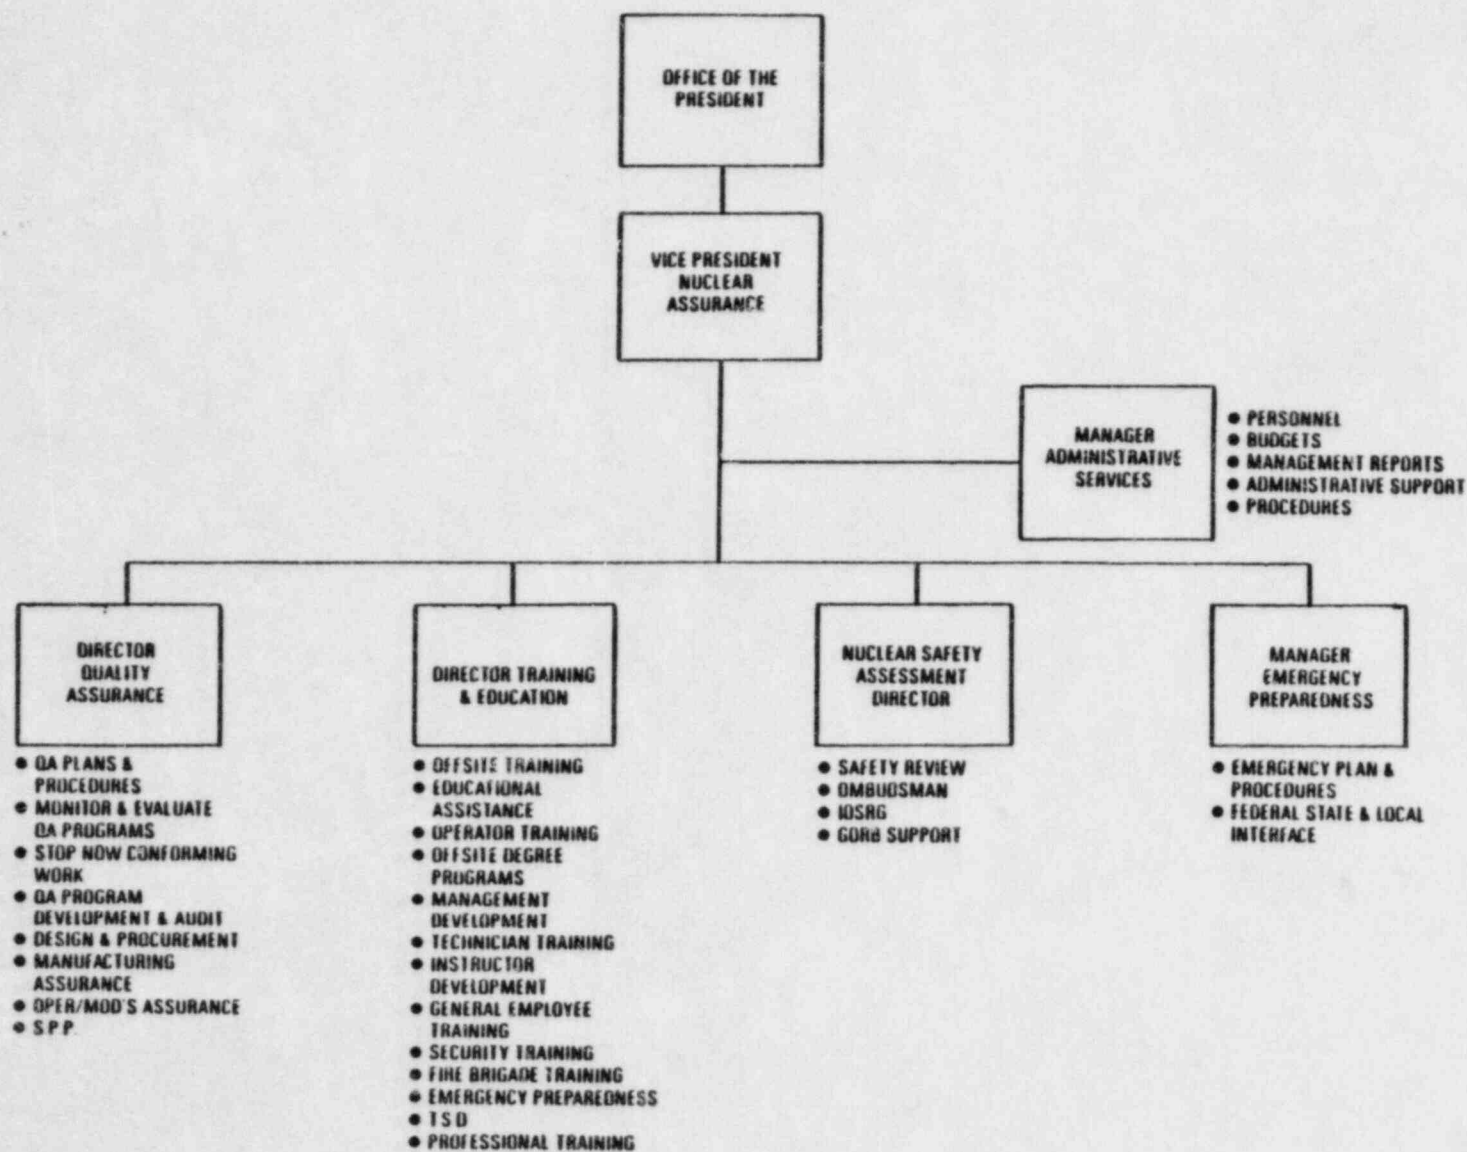 OFFICE OF THE
PRESIDENT
VICE PRESIDENT
NUCLEAR
ASSURANCE
MANAGER
ADMINISTRATIVE
SERVICES
● PERSONNEL
● BUDGETS
● MANAGEMENT REPORTS
● ADMINISTRATIVE SUPPORT
● PROCEDURES
DIRECTOR
QUALITY
ASSURANCE
● QA PLANS &
PROCEDURES
● MONITOR & EVALUATE
QA PROGRAMS
● STOP NOW CONFORMING
WORK
● QA PROGRAM
DEVELOPMENT & AUDIT
● DESIGN & PROCUREMENT
● MANUFACTURING
ASSURANCE
● OPER/MOD'S ASSURANCE
● S P P
DIRECTOR TRAINING
& EDUCATION
● OFFSITE TRAINING
● EDUCATIONAL
ASSISTANCE
● OPERATOR TRAINING
● OFFSITE DEGREE
PROGRAMS
● MANAGEMENT
DEVELOPMENT
● TECHNICIAN TRAINING
● INSTRUCTOR
DEVELOPMENT
● GENERAL EMPLOYEE
TRAINING
● SECURITY TRAINING
● FIRE BRIGADE TRAINING
● EMERGENCY PREPAREDNESS
● T S D
● PROFESSIONAL TRAINING
NUCLEAR SAFETY
ASSESSMENT
DIRECTOR
● SAFETY REVIEW
● OMBUDSMAN
● IOSRG
● GORB SUPPORT
MANAGER
EMERGENCY
PREPAREDNESS
● EMERGENCY PLAN &
PROCEDURES
● FEDERAL STATE & LOCAL
INTERFACE